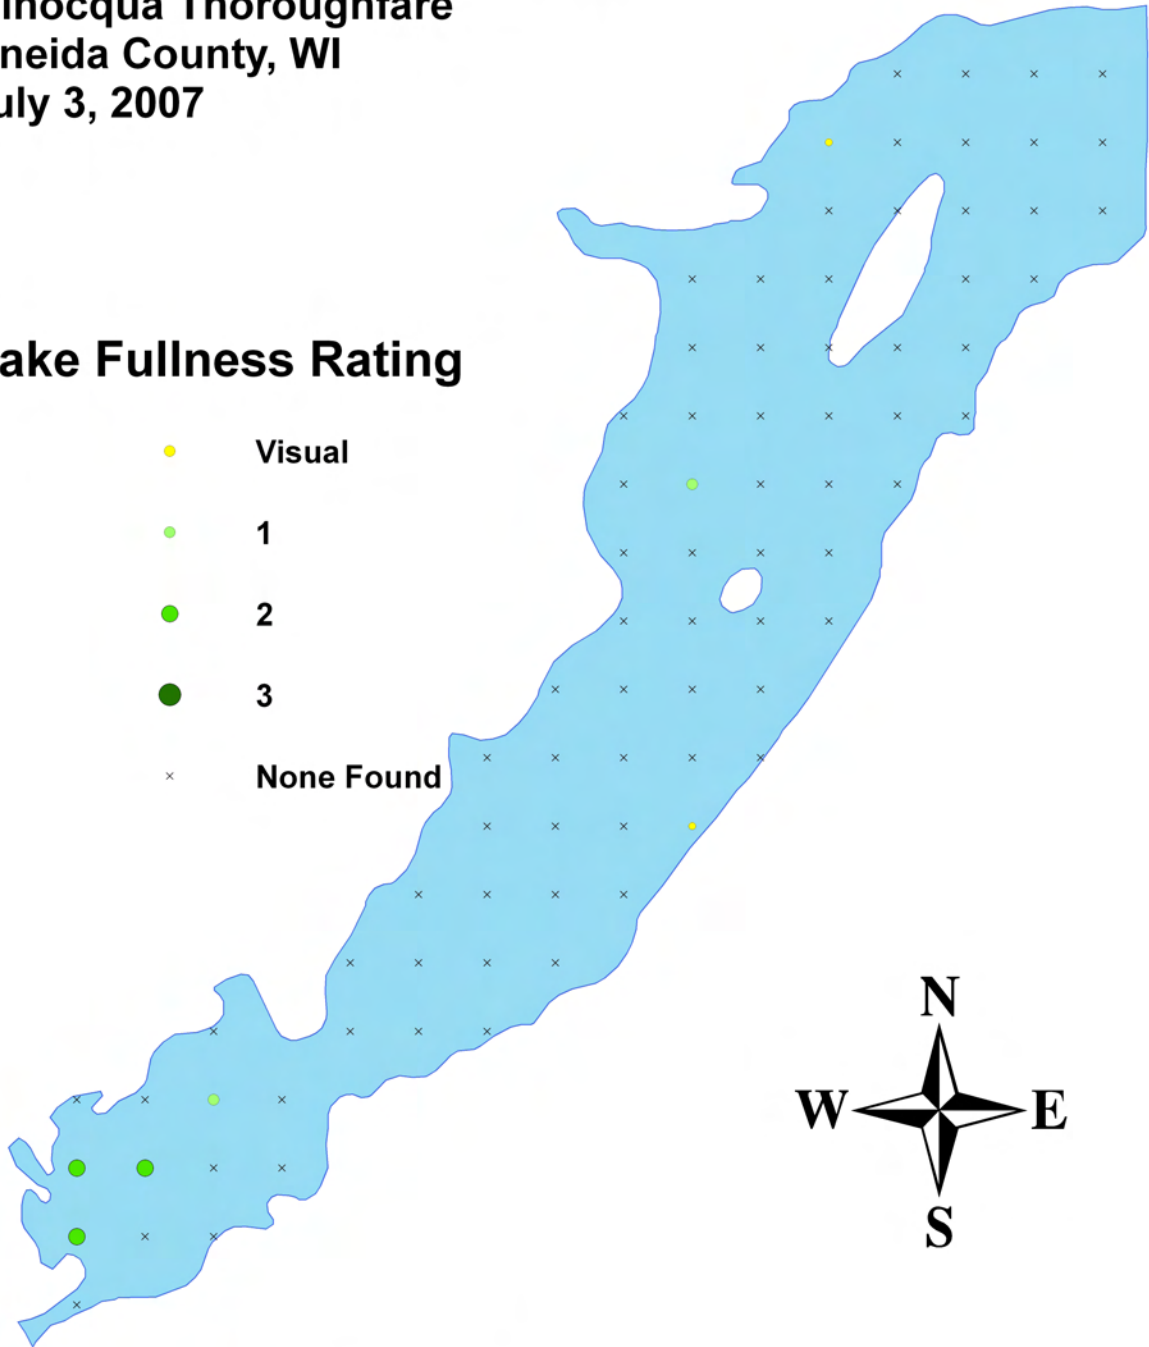 inocqua Thoroughfare
neida County, WI
uly 3, 2007
ake Fullness Rating
Visual
1
2
3
None Found
N
W E
S